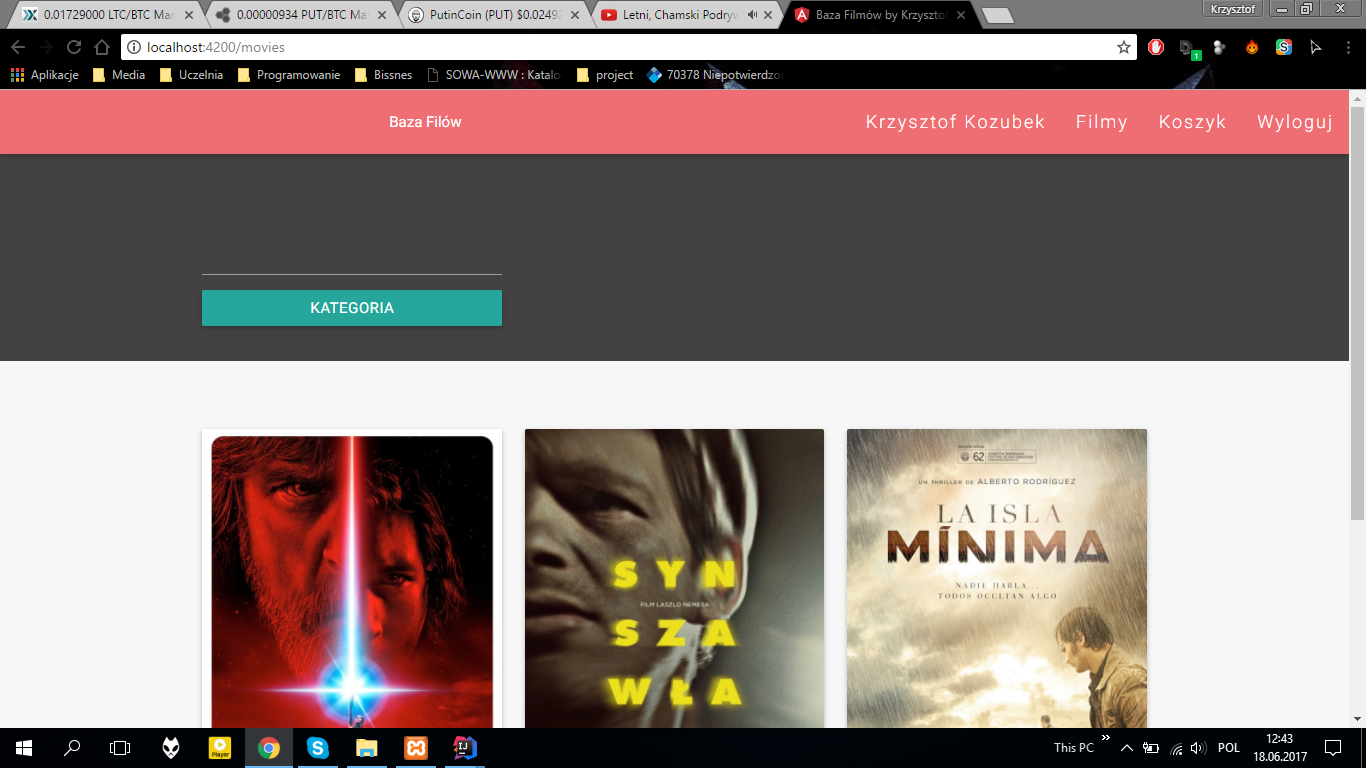 0.01729000 LTC/BTC Mar
0.00000934 PUT/BTC Ma
PutinCoin (PUT) $0.0249
Letni, Chamski Podryw
Baza Filmów by Krzyszto
Krzysztof
localhost:4200/movies
1
Aplikacje
Media
Uczelnia
Programowanie
Bissnes
SOWA-WWW : Katalo
project
70378 Niepotwierdzo
Baza Filów
Krzysztof Kozubek
Filmy
Koszyk
Wyloguj
KATEGORIA
SYN
FILM LASZLO NEMESA
SZA
WŁA
62
UN THRILLER DE ALBERTO RODRÍGUEZ
LA ISLA
MÍNIMA
NADIE HABLA...
TODOS OCULTAN ALGO
Player
This PC
POL
12:43
18.06.2017